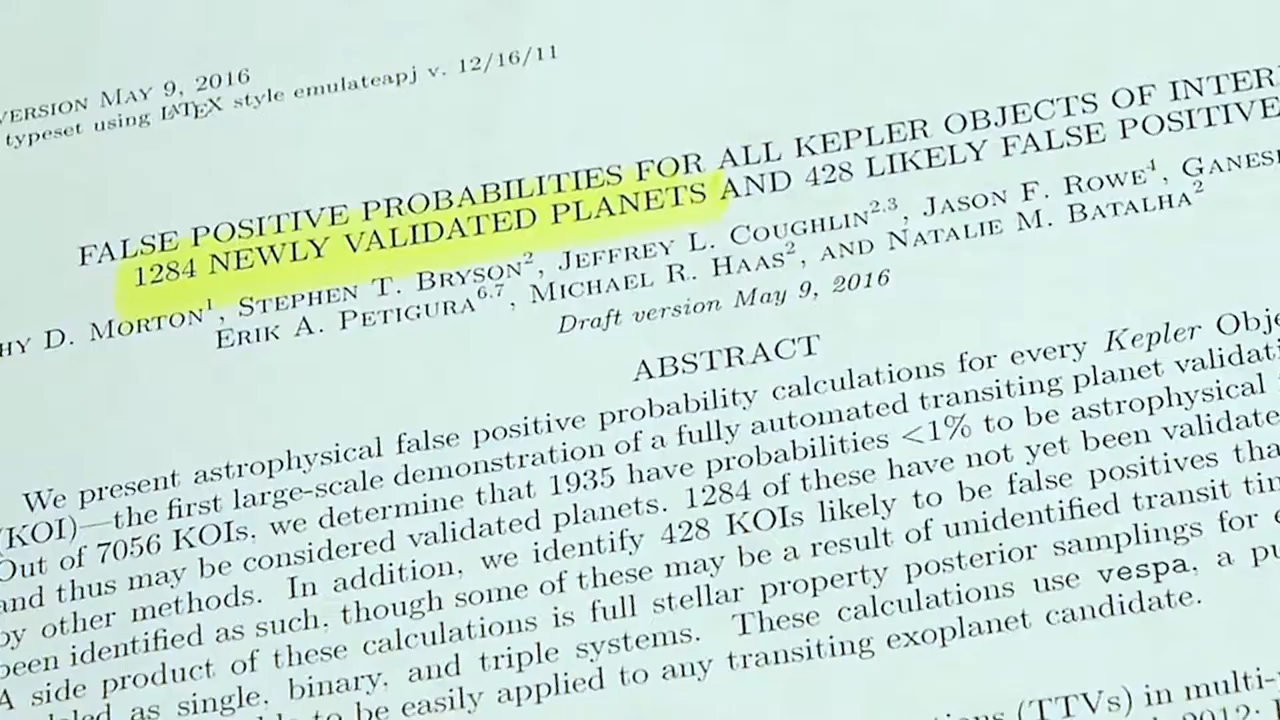 VERSION MAY 9, 2016
typeset using LATEX style emulateapj v. 12/16/11
FALSE POSITIVE PROBABILITIES FOR ALL KEPLER OBJECTS OF INTER
1284 NEWLY VALIDATED PLANETS AND 428 LIKELY FALSE POSITIVE
HY D. MORTON1, STEPHEN T. BRYSON2, JEFFREY L. COUGHLIN2,3, JASON F. ROWE4, GANES
ERIK A. PETIGURA6,7, MICHAEL R. HAAS2, AND NATALIE M. BATALHA2
Draft version May 9, 2016
ABSTRACT
We present astrophysical false positive probability calculations for every Kepler Obje
(KOI)—the first large-scale demonstration of a fully automated transiting planet validati
Out of 7056 KOIs, we determine that 1935 have probabilities <1% to be astrophysical
and thus may be considered validated planets. 1284 of these have not yet been validate
by other methods. In addition, we identify 428 KOIs likely to be false positives tha
been identified as such, though some of these may be a result of unidentified transit tim
A side product of these calculations is full stellar property posterior samplings for e
as single, binary, and triple systems. These calculations use vespa, a pu
to be easily applied to any transiting exoplanet candidate.
(TTVs) in multi-
2012;